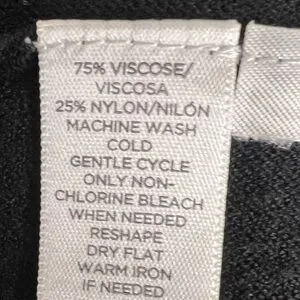 75% VISCOSE/
VISCOSA
25% NYLON/NILÓN
MACHINE WASH
COLD
GENTLE CYCLE
ONLY NON-
CHLORINE BLEACH
WHEN NEEDED
RESHAPE
DRY FLAT
WARM IRON
IF NEEDED